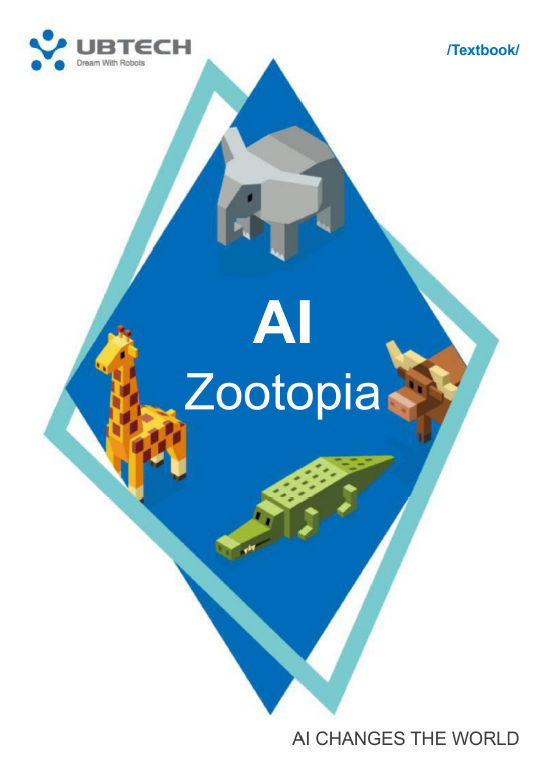 UBTECH
Dream With Robots
/Textbook/
AI
Zootopia
AI CHANGES THE WORLD